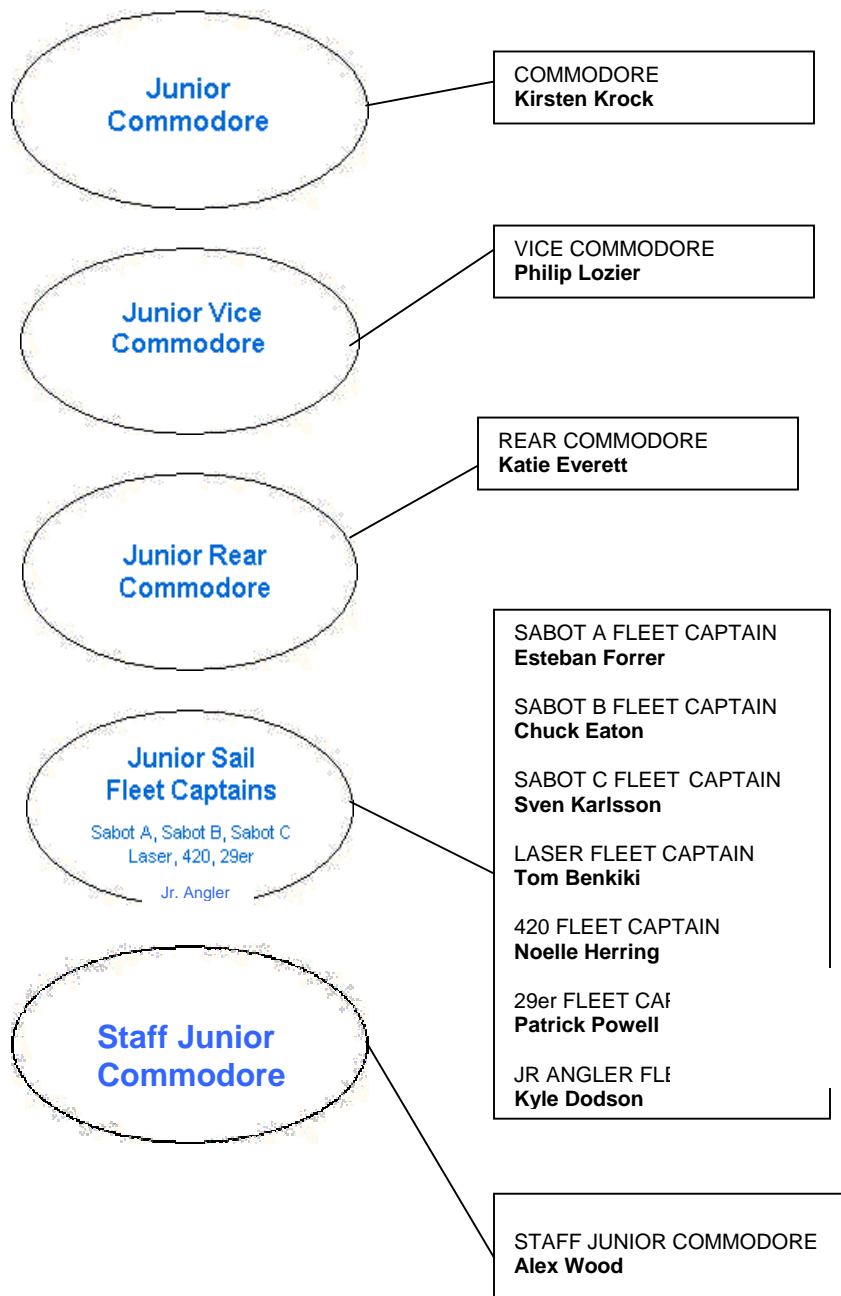 Junior
Commodore
COMMODORE
Kirsten Krock
Junior Vice
Commodore
VICE COMMODORE
Philip Lozier
Junior Rear
Commodore
REAR COMMODORE
Katie Everett
Junior Sail
Fleet Captains
Sabot A, Sabot B, Sabot C
Laser, 420, 29er
Jr. Angler
SABOT A FLEET CAPTAIN
Esteban Forrer
SABOT B FLEET CAPTAIN
Chuck Eaton
SABOT C FLEET CAPTAIN
Sven Karlsson
LASER FLEET CAPTAIN
Tom Benkiki
420 FLEET CAPTAIN
Noelle Herring
29er FLEET
Patrick Powell
JR ANGLER
Kyle Dodson
Staff Junior
Commodore
STAFF JUNIOR COMMODORE
Alex Wood